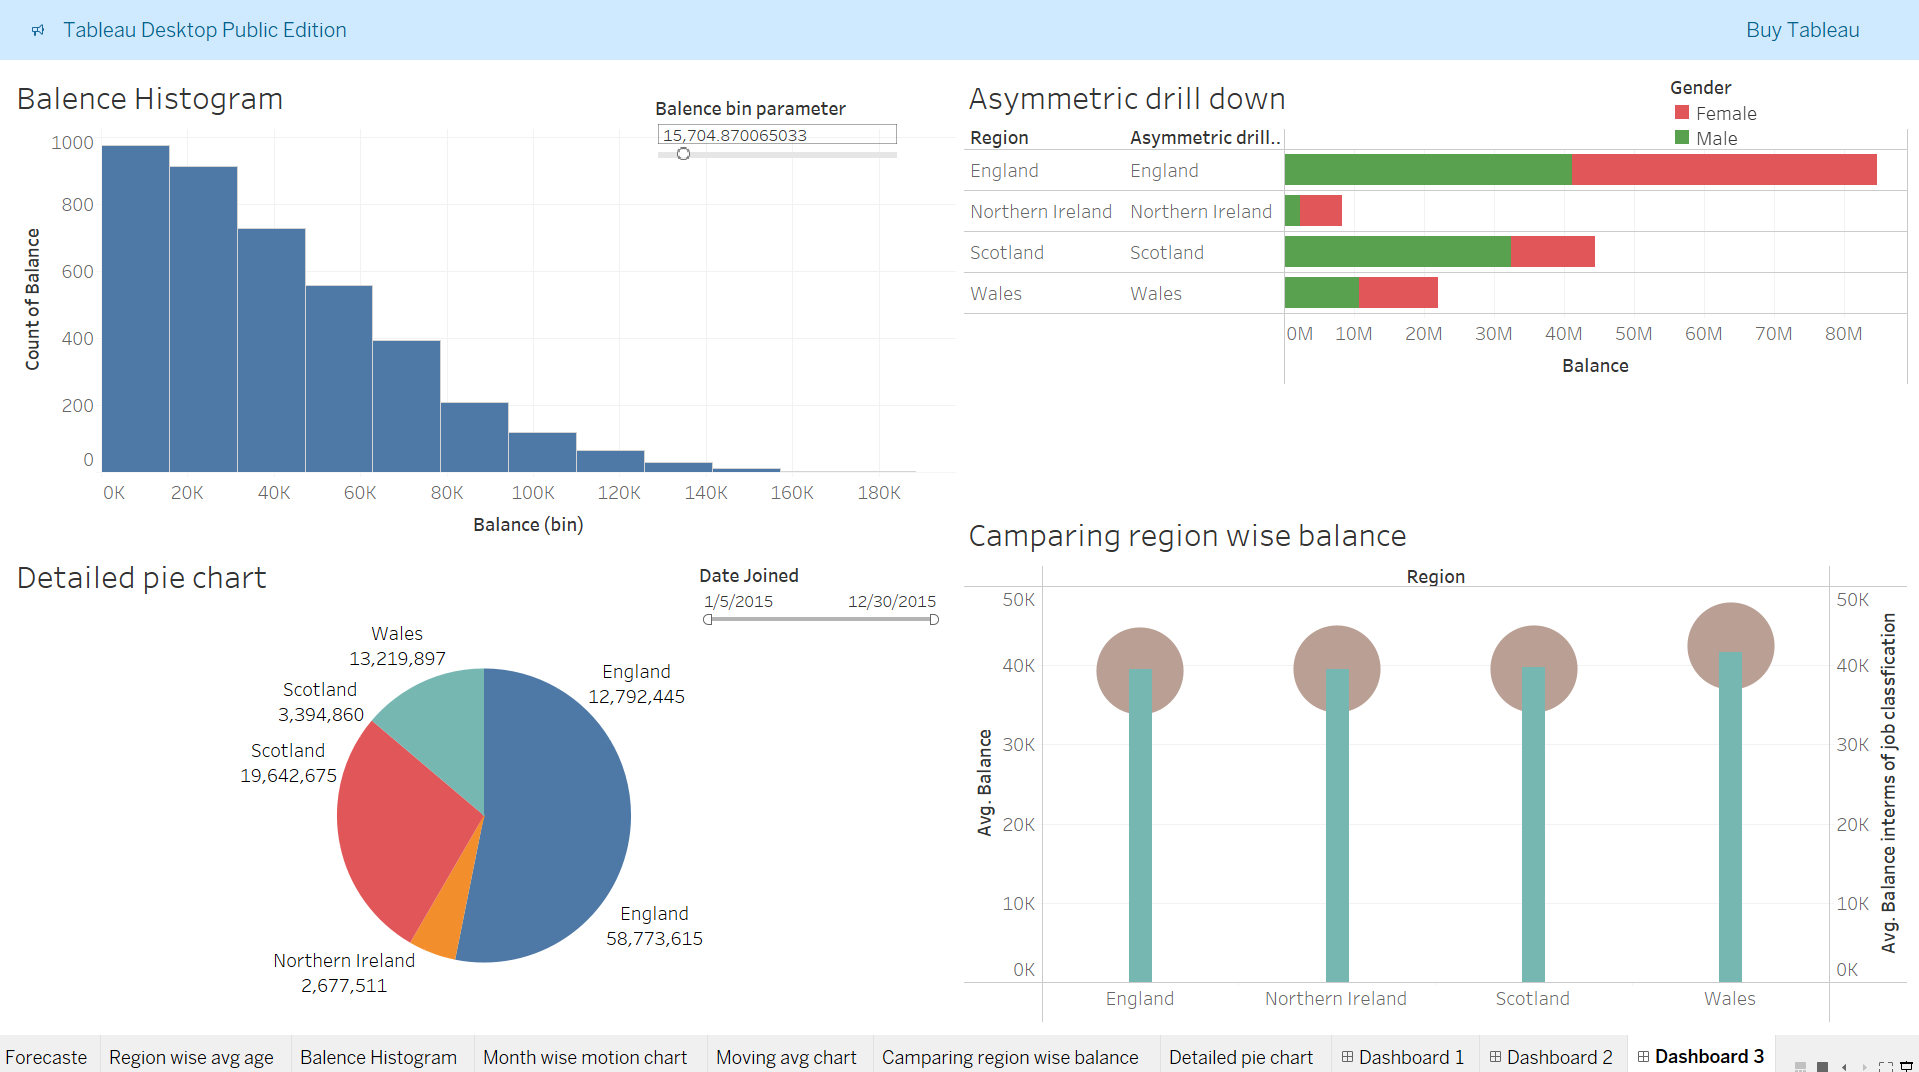 Tableau Desktop Public Edition
Buy Tableau
Balence Histogram
Balence bin parameter
15,704.870065033
Count of Balance
1000
800
600
400
200
0
0K 20K 40K 60K 80K 100K 120K 140K 160K 180K
Balance (bin)
Asymmetric drill down
Gender
Female
Male
Region Asymmetric drill..
England England
Northern Ireland Northern Ireland
Scotland Scotland
Wales Wales
0M 10M 20M 30M 40M 50M 60M 70M 80M
Balance
Detailed pie chart
Date Joined
1/5/2015 12/30/2015
Wales
13,219,897
England
12,792,445
Scotland
3,394,860
Scotland
19,642,675
England
58,773,615
Northern Ireland
2,677,511
Camparing region wise balance
Region
Avg. Balance
50K
40K
30K
20K
10K
0K
50K
40K
30K
20K
10K
0K
Avg. Balance interms of job classfication
England Northern Ireland Scotland Wales
Forecaste Region wise avg age Balence Histogram Month wise motion chart Moving avg chart Camparing region wise balance Detailed pie chart Dashboard 1 Dashboard 2 Dashboard 3